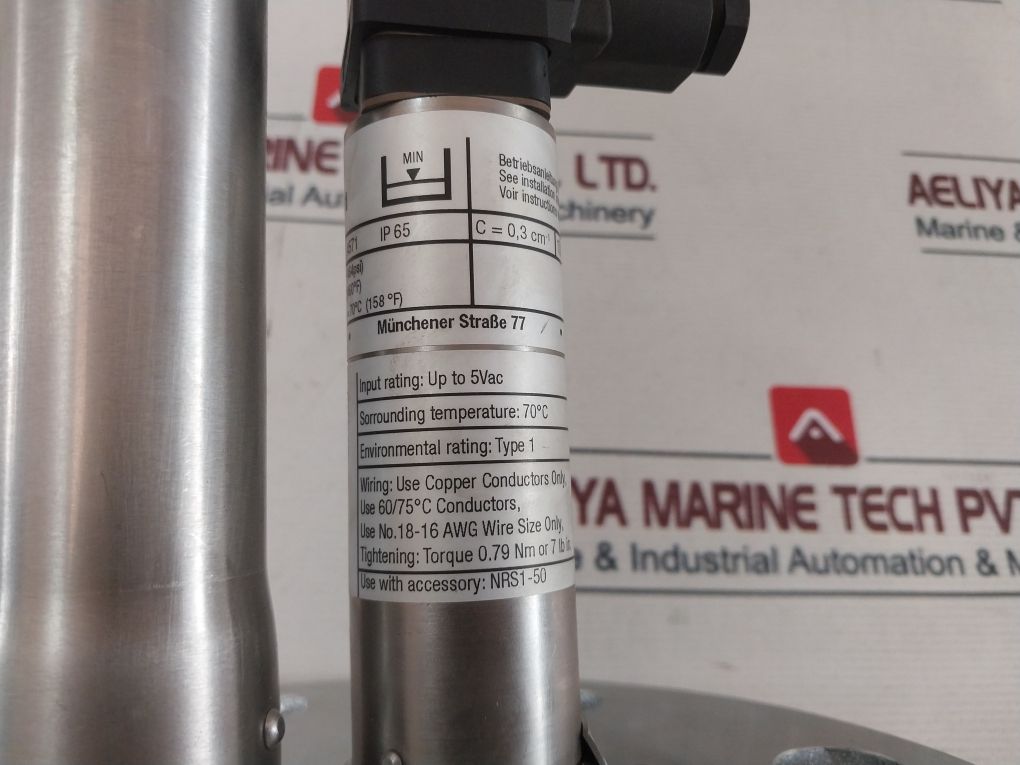 MIN
Betriebsanleitung
See installation
Voir instructions
IP 65
C = 0,3 cm⁻¹
70°C (158 °F)
Münchener Straße 77
Input rating: Up to 5Vac
Sorrounding temperature: 70°C
Environmental rating: Type 1
Wiring: Use Copper Conductors Only,
Use 60/75°C Conductors,
Use No.18-16 AWG Wire Size Only,
Tightening: Torque 0.79 Nm or 7 lb in.
Use with accessory: NRS1-50
LTD.
AELIYA
Marine &
YA MARINE TECH PVT
& Industrial Automation & M